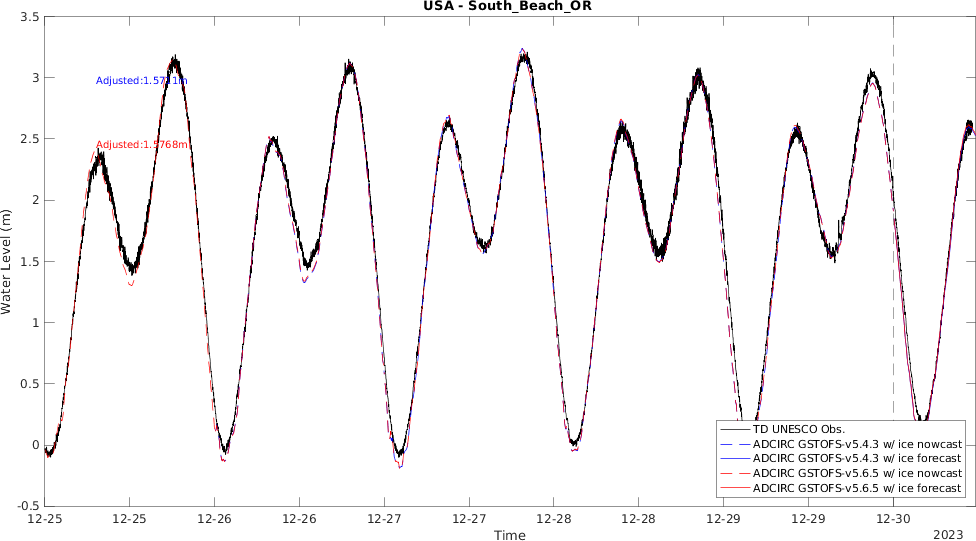 USA - South_Beach_OR
3.5
3
2.5
2
1.5
1
0.5
0
-0.5
Water Level (m)
Adjusted:1.5711m
Adjusted:1.5768m
TD UNESCO Obs.
ADCIRC GSTOFS-v5.4.3 w/ ice nowcast
ADCIRC GSTOFS-v5.4.3 w/ ice forecast
ADCIRC GSTOFS-v5.6.5 w/ ice nowcast
ADCIRC GSTOFS-v5.6.5 w/ ice forecast
12-25 12-25 12-26 12-26 12-27 12-27 12-28 12-28 12-29 12-29 12-30
Time
2023